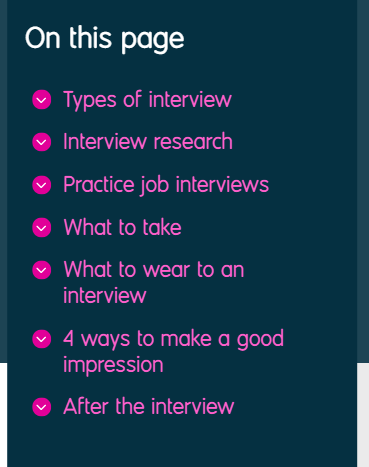 On this page
Types of interview
Interview research
Practice job interviews
What to take
What to wear to an
interview
4 ways to make a good
impression
After the interview